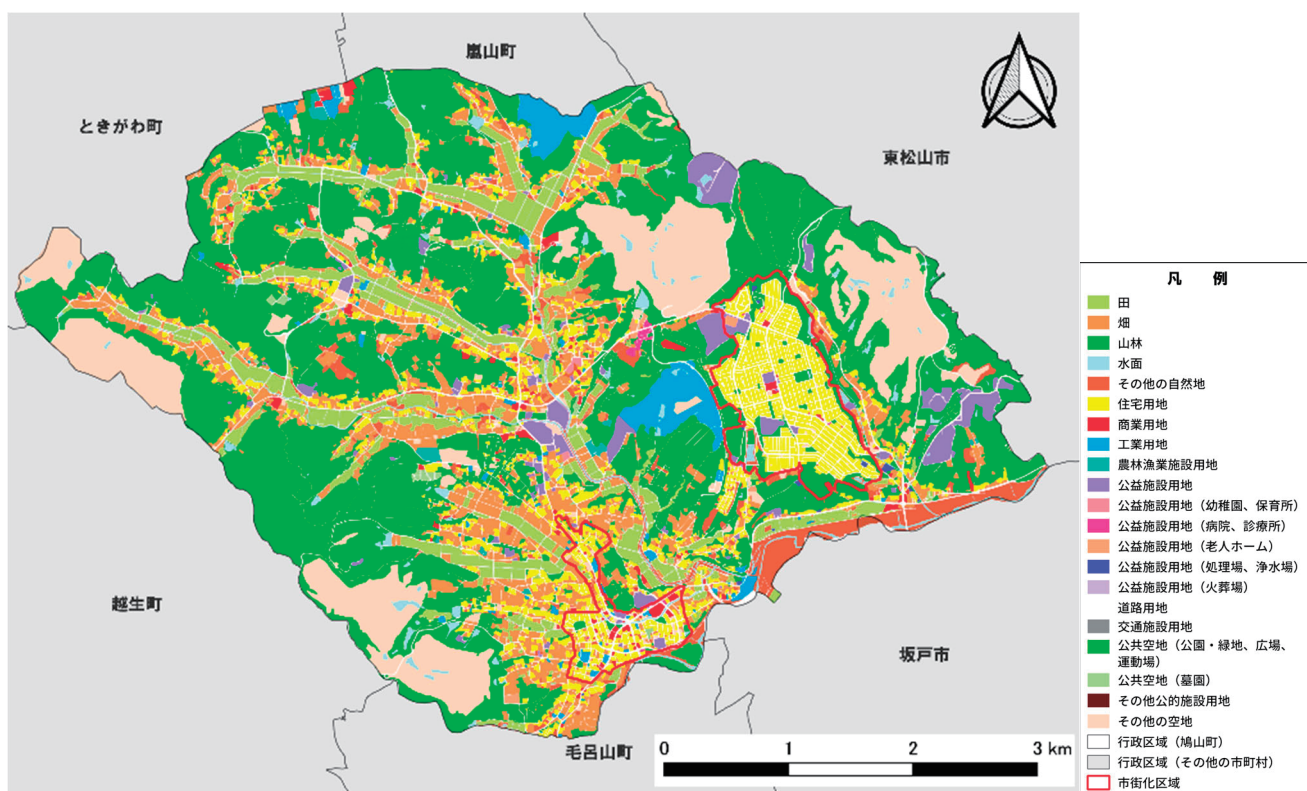 嵐山町
ときがわ町
東松山市
越生町
坂戸市
毛呂山町
0 1 2 3 km
凡 例
田
畑
山林
水面
その他の自然地
住宅用地
商業用地
工業用地
農林漁業施設用地
公益施設用地
公益施設用地（幼稚園、保育所）
公益施設用地（病院、診療所）
公益施設用地（老人ホーム）
公益施設用地（処理場、浄水場）
公益施設用地（火葬場）
道路用地
交通施設用地
公共空地（公園・緑地、広場、
運動場）
公共空地（墓園）
その他公的施設用地
その他の空地
行政区域（鳩山町）
行政区域（その他の市町村）
市街化区域